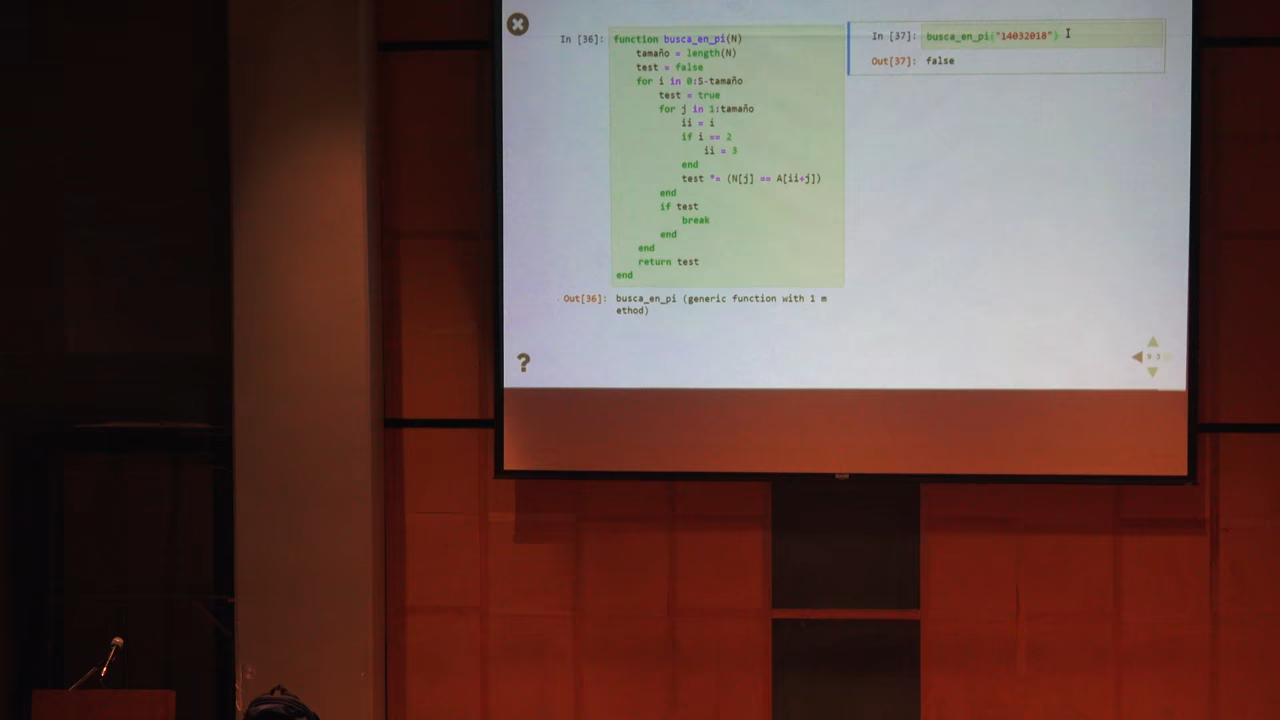 In [36]: function busca_en_pi(N)
tamaño = length(N)
test = false
for i in 0:S-tamaño
test = true
for j in 1:tamaño
ii = i
if i == 2
ii = 3
end
test *= (N[j] == A[ii+j])
end
if test
break
end
end
return test
end
Out[36]: busca_en_pi (generic function with 1 m
ethod)
In [37]: busca_en_pi("14032018")
Out[37]: false
?
9 3